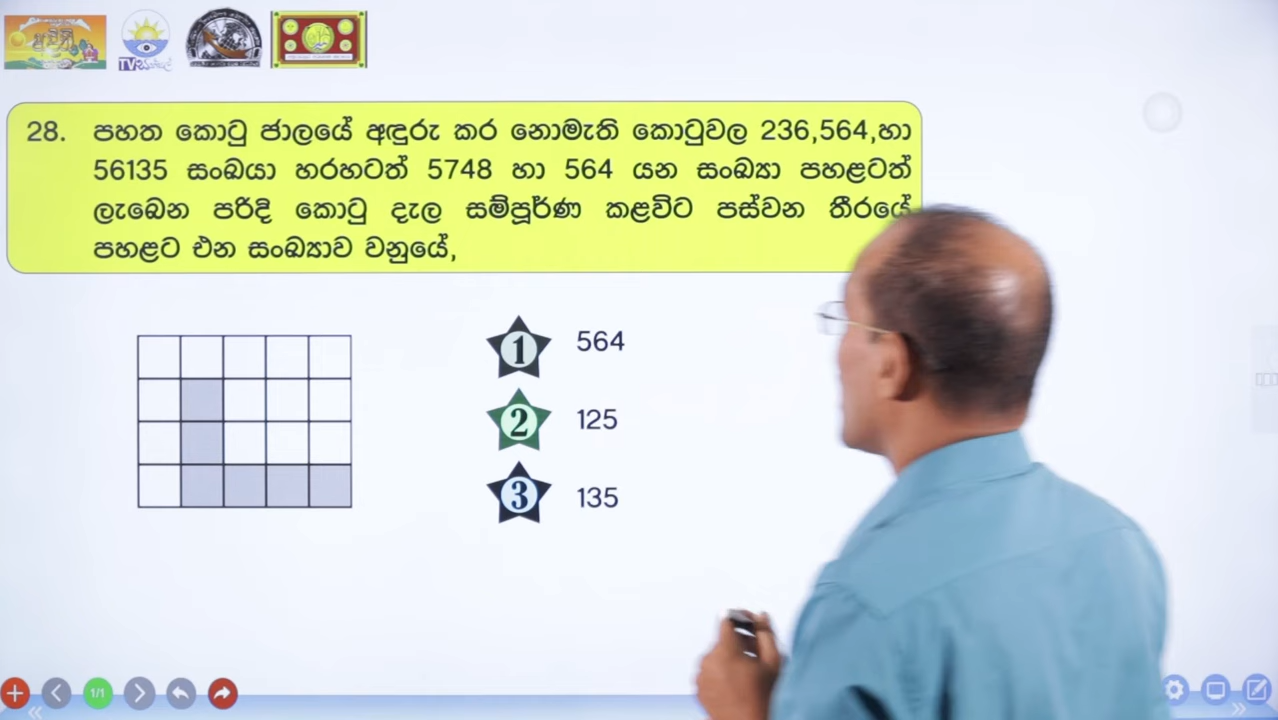 TV
28. පහත කොටු ජාලයේ අඳුරු කර නොමැති කොටුවල 236,564,හා
56135 සංඛයා හරහටත් 5748 හා 564 යන සංඛ්‍යා පහළටත්
ලැබෙන පරිදි කොටු දැල සම්පූර්ණ කළවිට පස්වන තීරයේ
පහළට එන සංඛ්‍යාව වනුයේ,
1 564
2 125
3 135
1/1